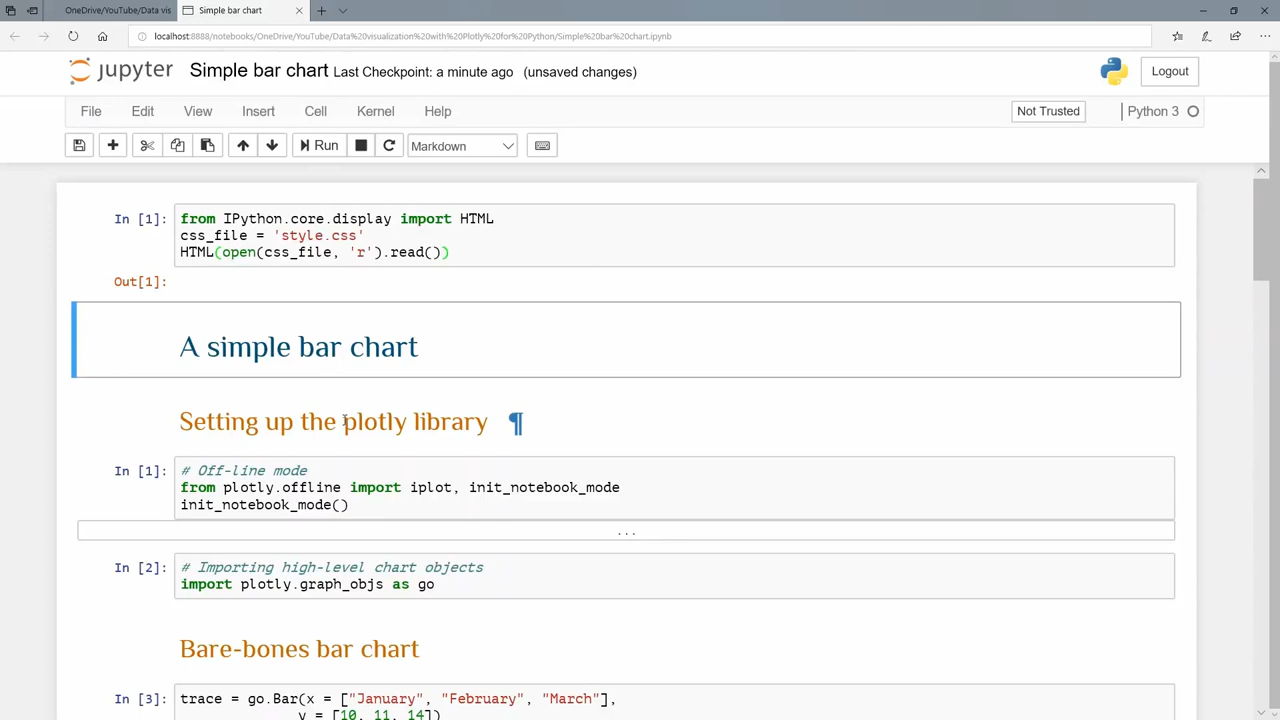 OneDrive/YouTube/Data vis
Simple bar chart
localhost:8888/notebooks/OneDrive/YouTube/Data%20visualization%20with%20Plotly%20for%20Python/Simple%20bar%20chart.ipynb
jupyter Simple bar chart Last Checkpoint: a minute ago (unsaved changes) Logout
File Edit View Insert Cell Kernel Help Not Trusted Python 3
Run Markdown
In [1]: from IPython.core.display import HTML
css_file = 'style.css'
HTML(open(css_file, 'r').read())
Out[1]:
A simple bar chart
Setting up the plotly library ¶
In [1]: # Off-line mode
from plotly.offline import iplot, init_notebook_mode
init_notebook_mode()
...
In [2]: # Importing high-level chart objects
import plotly.graph_objs as go
Bare-bones bar chart
In [3]: trace = go.Bar(x = ["January", "February", "March"],
y = [10, 11, 14])